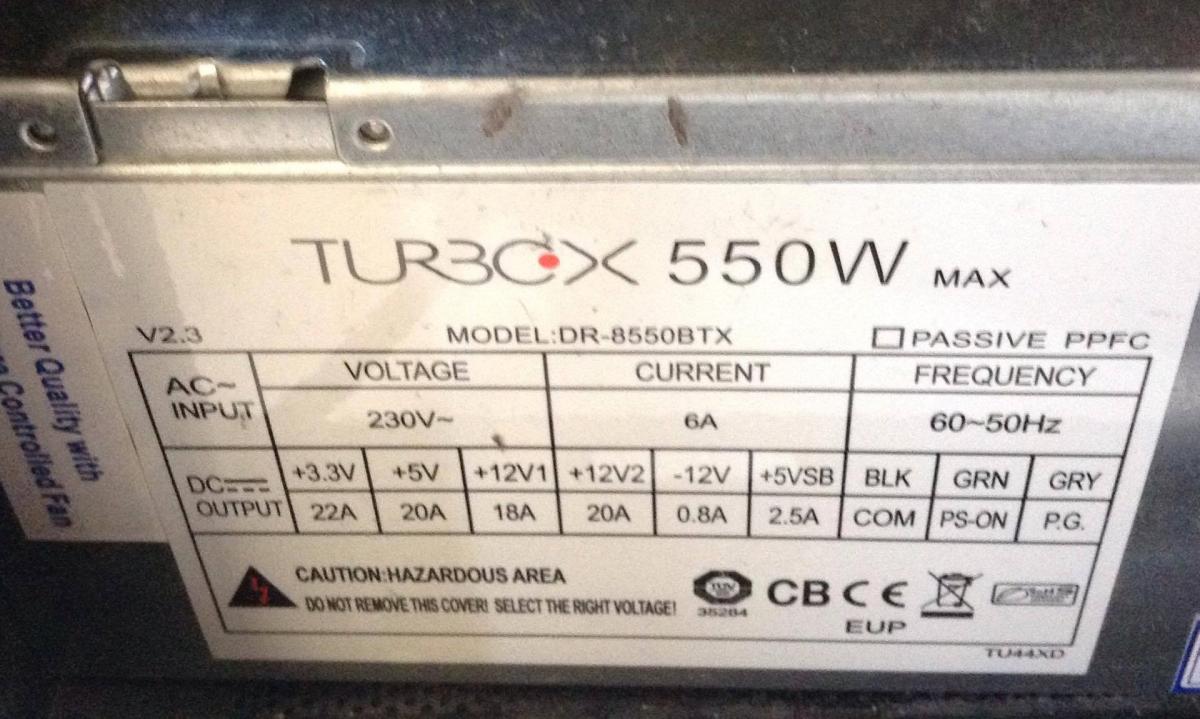 TURBOX 550W MAX
V2.3 MODEL:DR-8550BTX PASSIVE PPFC
AC~ INPUT VOLTAGE CURRENT FREQUENCY
230V~ 6A 60~50Hz
DC OUTPUT +3.3V +5V +12V1 +12V2 -12V +5VSB BLK GRN GRY
22A 20A 18A 20A 0.8A 2.5A COM PS-ON P.G.
CAUTION:HAZARDOUS AREA
DO NOT REMOVE THIS COVER! SELECT THE RIGHT VOLTAGE!
TUV
35284
CB CE
EUP
TU44XD
Better Quality with
Controlled Fan